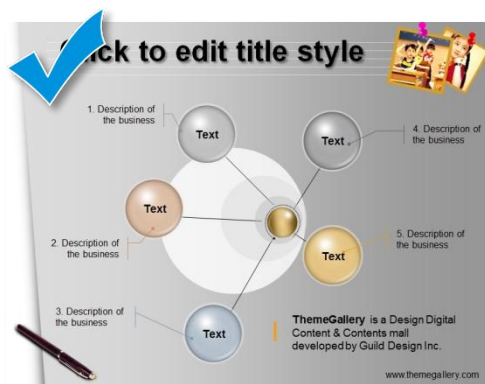 Click to edit title style
1. Description of
the business
Text
Text
4. Description of
the business
Text
2. Description of
the business
5. Description of
the business
Text
3. Description of
the business
Text
ThemeGallery is a Design Digital
Content & Contents mall
developed by Guild Design Inc.
www.themegallery.com